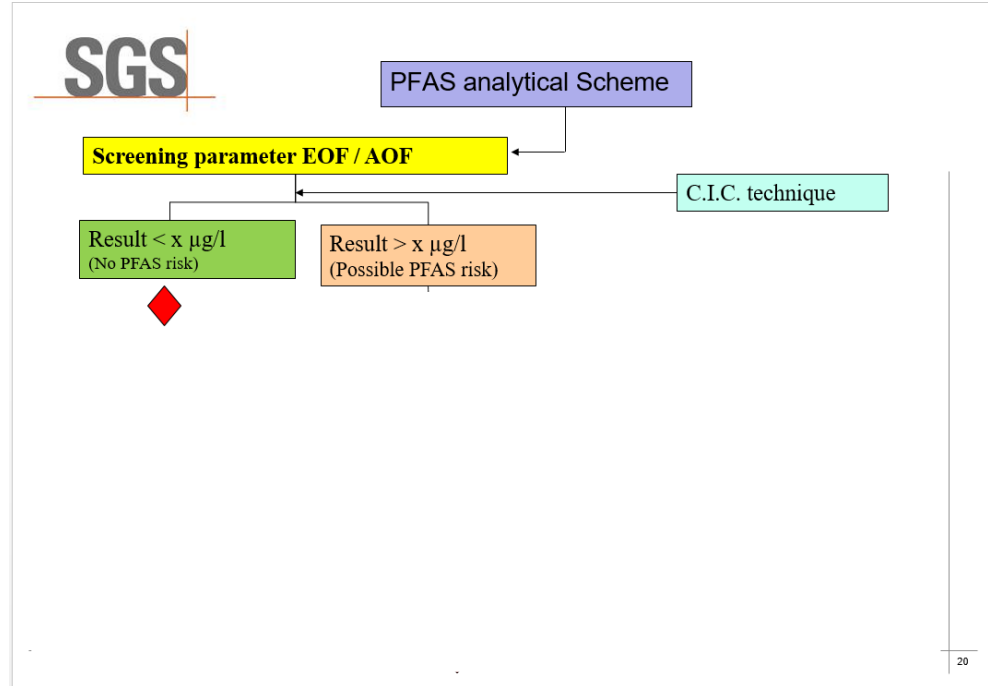 SGS
PFAS analytical Scheme
Screening parameter EOF / AOF
C.I.C. technique
Result < x µg/l
(No PFAS risk)
Result > x µg/l
(Possible PFAS risk)
20